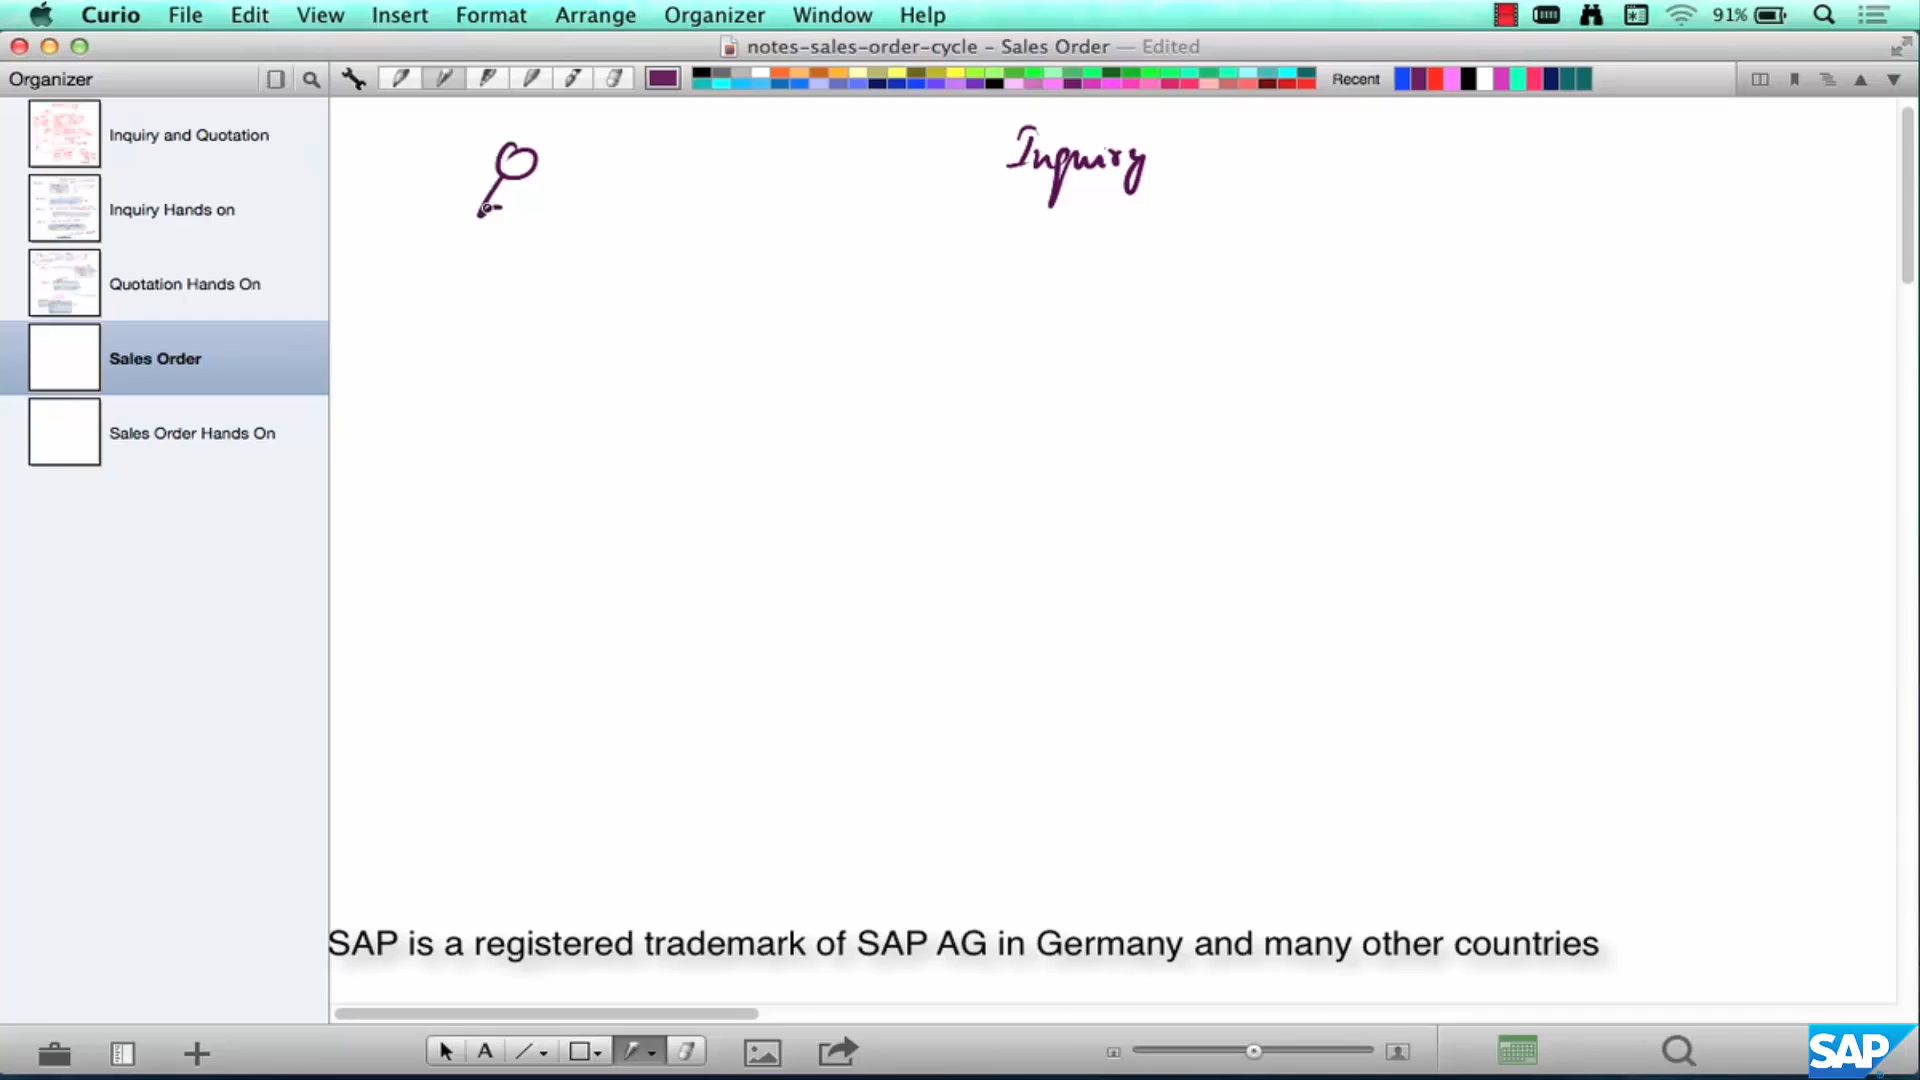 Curio File Edit View Insert Format Arrange Organizer Window Help 91%
notes-sales-order-cycle – Sales Order — Edited
Organizer Recent
Inquiry and Quotation
Inquiry Hands on
Quotation Hands On
Sales Order
Sales Order Hands On
Inquiry
SAP is a registered trademark of SAP AG in Germany and many other countries
A
SAP